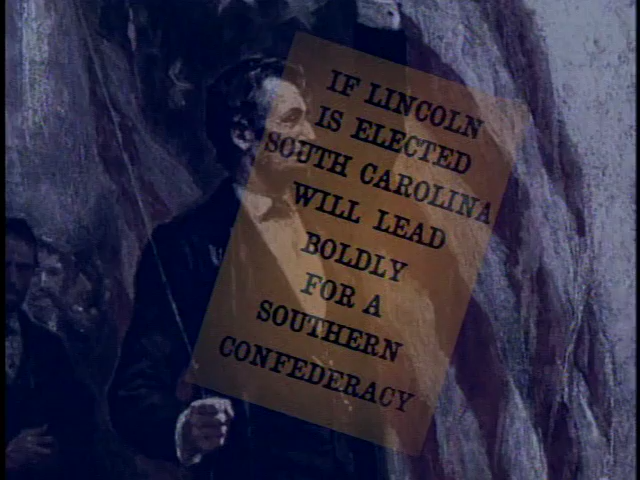 IF LINCOLN
IS ELECTED
SOUTH CAROLINA
WILL LEAD
BOLDLY
FOR A
SOUTHERN
CONFEDERACY